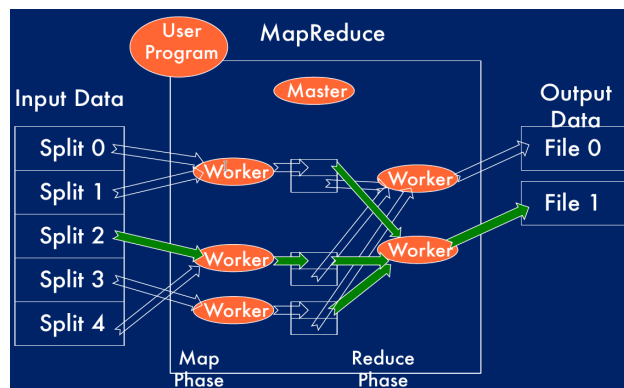 User
Program
MapReduce
Master
Input Data
Output
Data
Split 0
Split 1
Split 2
Split 3
Split 4
Worker
Worker
Worker
Worker
Worker
File 0
File 1
Map
Phase
Reduce
Phase